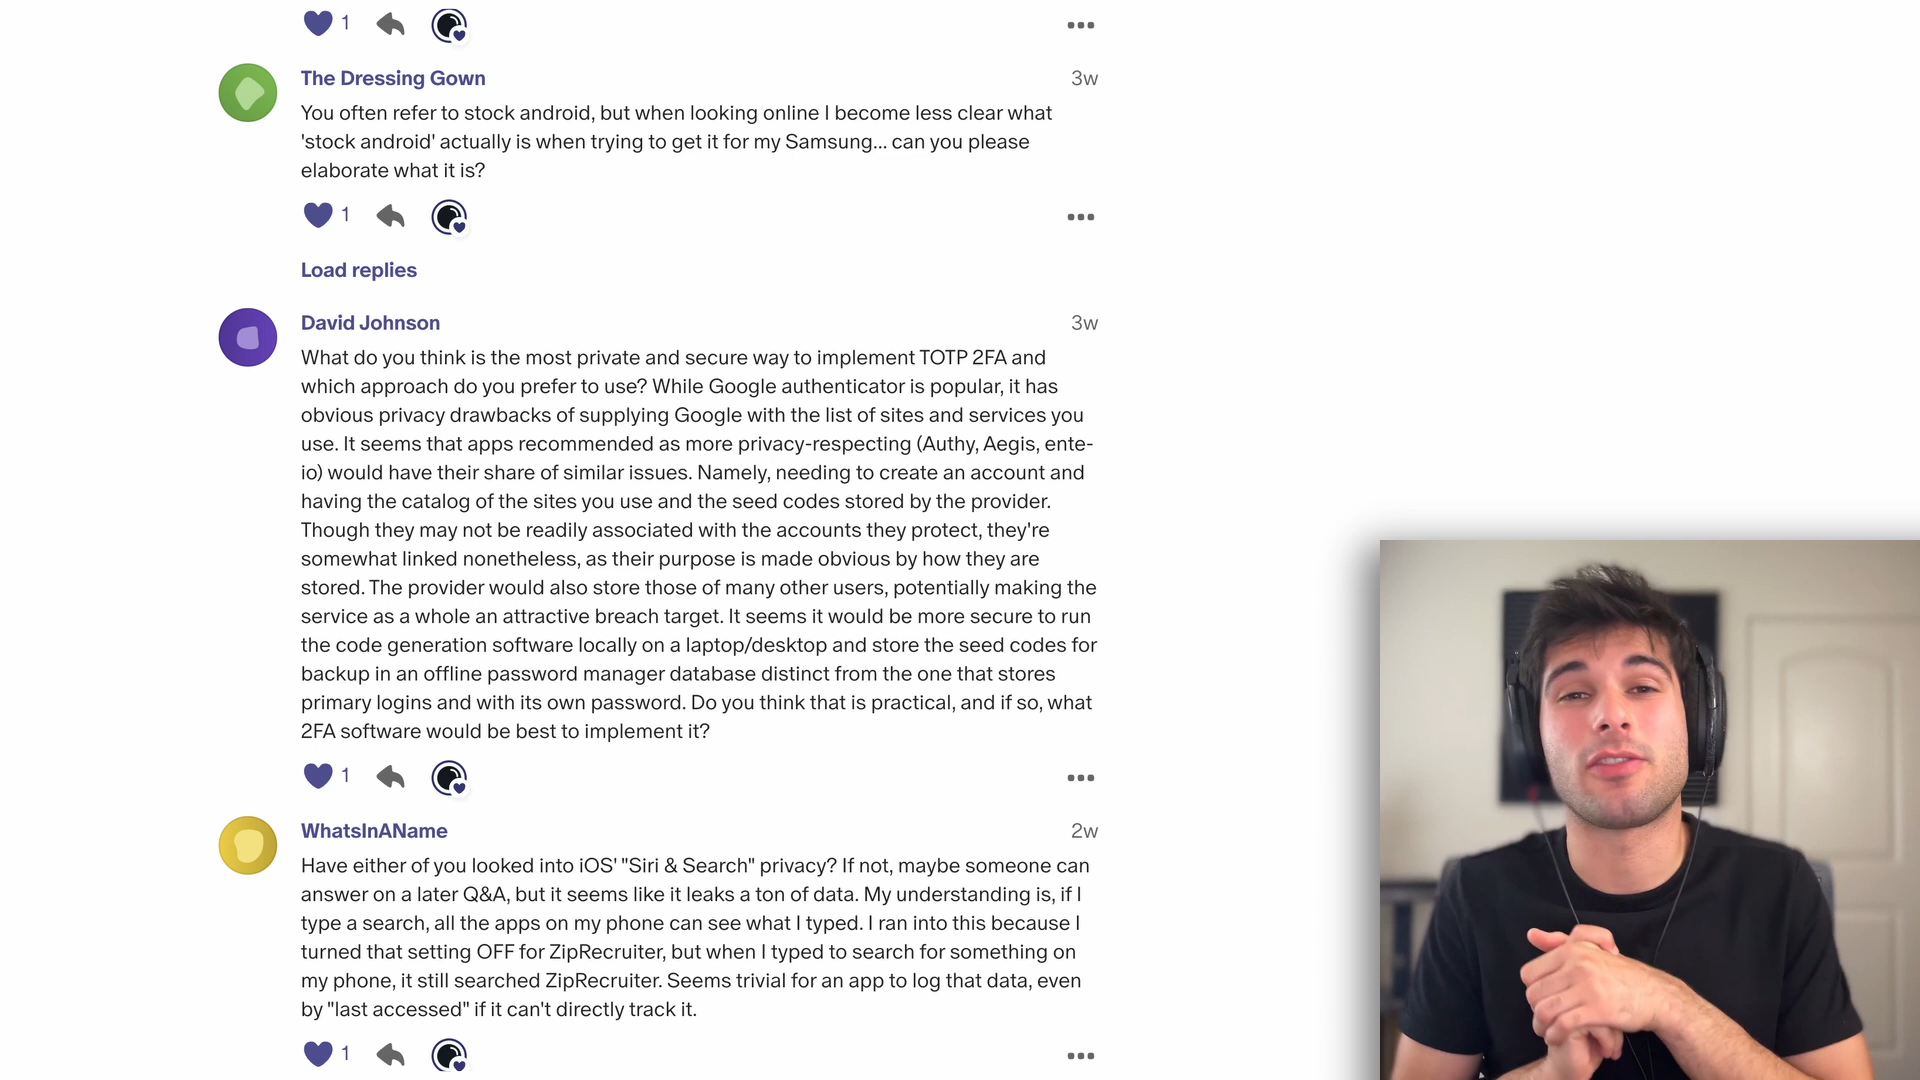 1
The Dressing Gown 3w
You often refer to stock android, but when looking online I become less clear what
'stock android' actually is when trying to get it for my Samsung... can you please
elaborate what it is?
1
Load replies
David Johnson 3w
What do you think is the most private and secure way to implement TOTP 2FA and
which approach do you prefer to use? While Google authenticator is popular, it has
obvious privacy drawbacks of supplying Google with the list of sites and services you
use. It seems that apps recommended as more privacy-respecting (Authy, Aegis, ente-
io) would have their share of similar issues. Namely, needing to create an account and
having the catalog of the sites you use and the seed codes stored by the provider.
Though they may not be readily associated with the accounts they protect, they're
somewhat linked nonetheless, as their purpose is made obvious by how they are
stored. The provider would also store those of many other users, potentially making the
service as a whole an attractive breach target. It seems it would be more secure to run
the code generation software locally on a laptop/desktop and store the seed codes for
backup in an offline password manager database distinct from the one that stores
primary logins and with its own password. Do you think that is practical, and if so, what
2FA software would be best to implement it?
1
WhatsInAName 2w
Have either of you looked into iOS' "Siri & Search" privacy? If not, maybe someone can
answer on a later Q&A, but it seems like it leaks a ton of data. My understanding is, if I
type a search, all the apps on my phone can see what I typed. I ran into this because I
turned that setting OFF for ZipRecruiter, but when I typed to search for something on
my phone, it still searched ZipRecruiter. Seems trivial for an app to log that data, even
by "last accessed" if it can't directly track it.
1